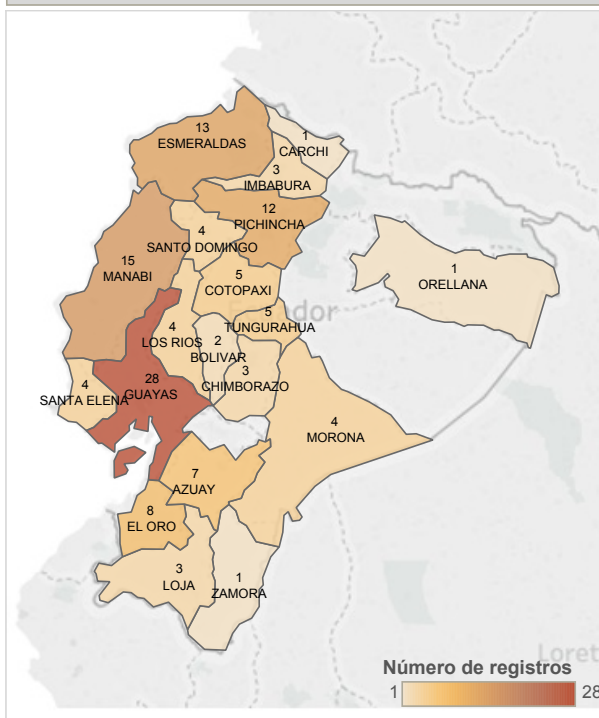 13
ESMERALDAS
1
CARCHI
3
IMBABURA
12
PICHINCHA
4
SANTO DOMINGO
15
MANABI
5
COTOPAXI
1
ORELLANA
Ecuador
5
TUNGURAHUA
4
LOS RIOS
2
BOLIVAR
3
CHIMBORAZO
28
GUAYAS
4
SANTA ELENA
4
MORONA
7
AZUAY
8
EL ORO
3
LOJA
1
ZAMORA
Loret
Número de registros
1 28